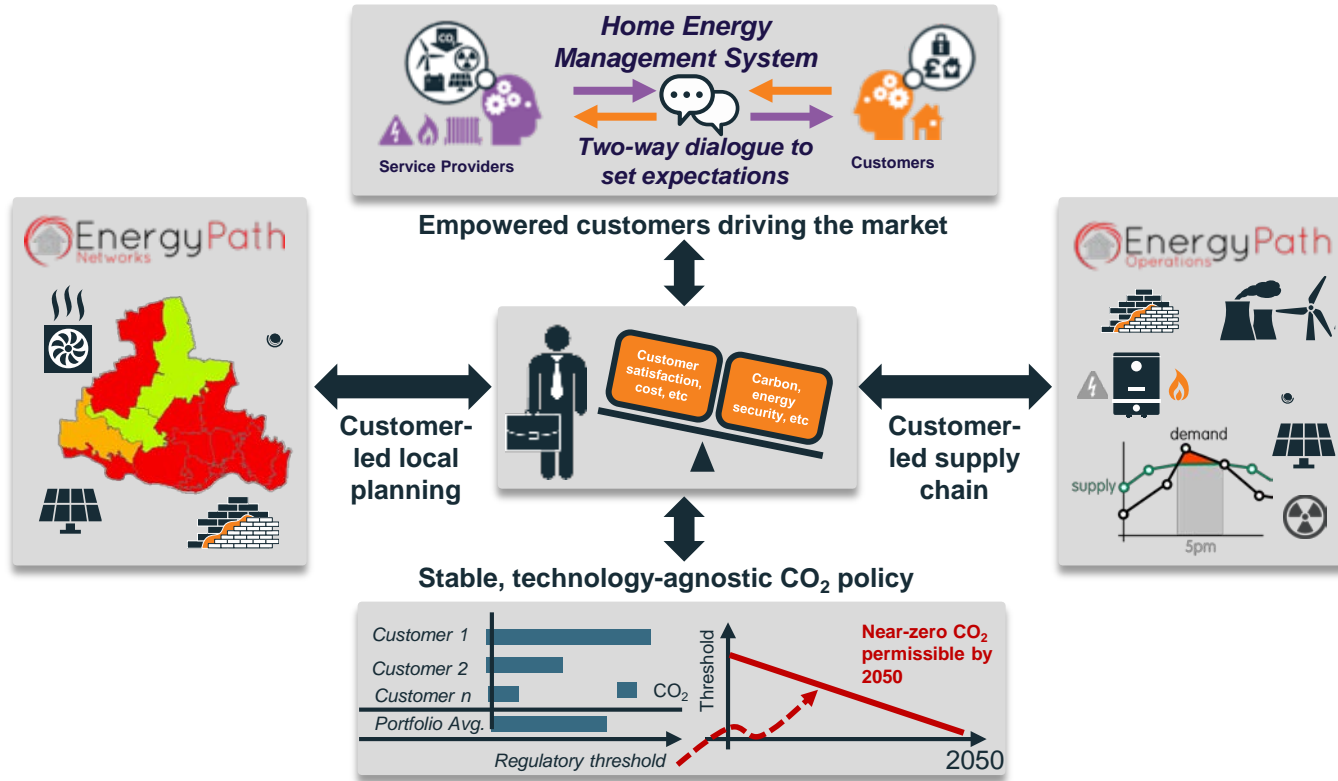 Home Energy
Management System
CO₂
£
Service Providers
Two-way dialogue to
set expectations
Customers
Empowered customers driving the market
EnergyPath
Networks
Customer-
led local
planning
Customer
satisfaction,
cost, etc
Carbon,
energy
security, etc
Customer-
led supply
chain
EnergyPath
Operations
demand
supply
5pm
Stable, technology-agnostic CO₂ policy
Customer 1
Customer 2
Customer n
CO₂
Portfolio Avg.
Regulatory threshold
Threshold
Near-zero CO₂
permissible by
2050
2050